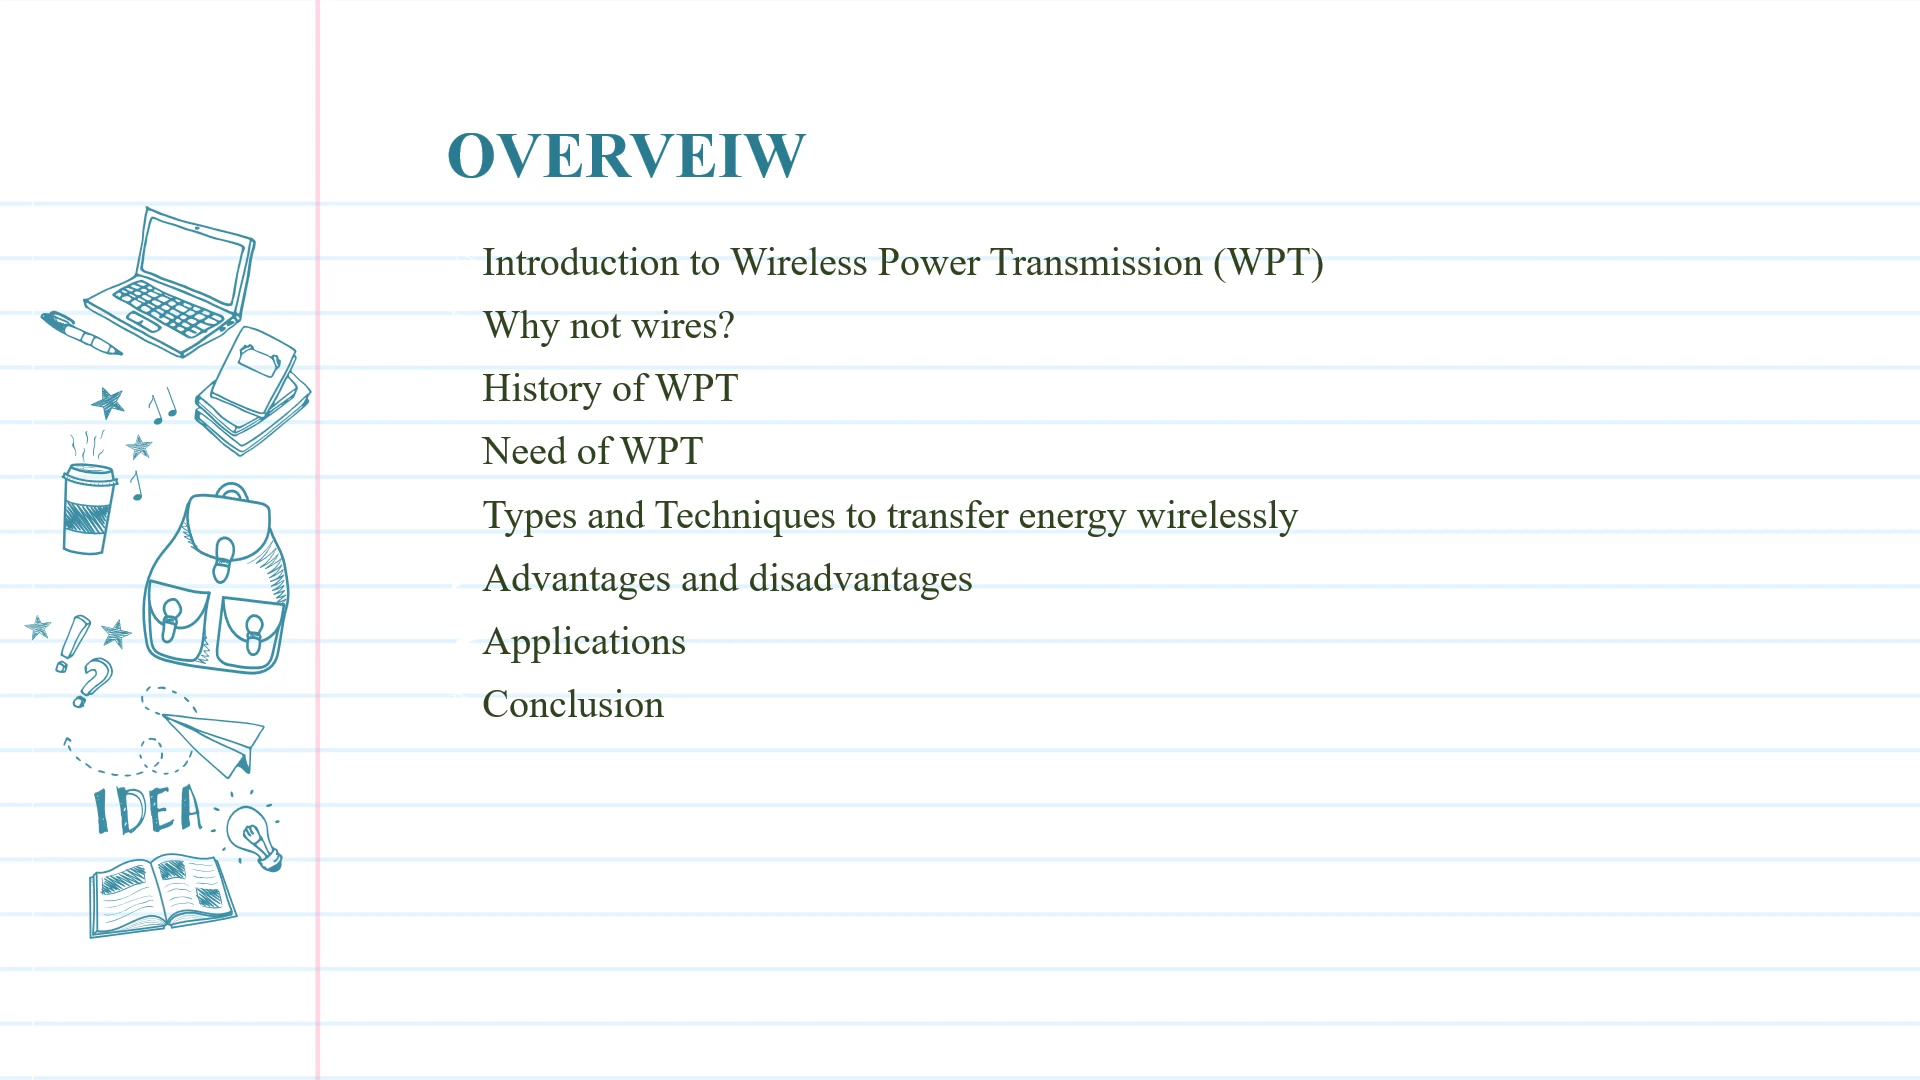 OVERVEIW
Introduction to Wireless Power Transmission (WPT)
Why not wires?
History of WPT
Need of WPT
Types and Techniques to transfer energy wirelessly
Advantages and disadvantages
Applications
Conclusion
!
?
IDEA